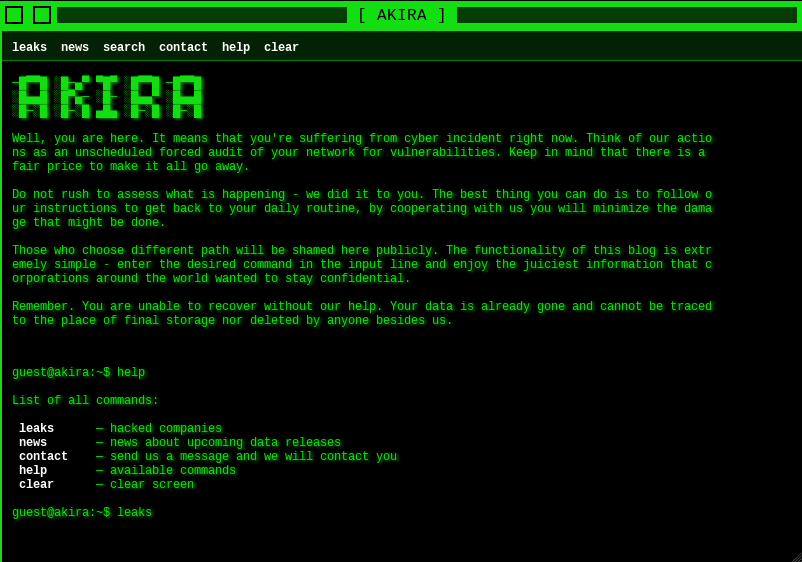 [ AKIRA ]
leaks news search contact help clear
AKIRA
Well, you are here. It means that you're suffering from cyber incident right now. Think of our actio
ns as an unscheduled forced audit of your network for vulnerabilities. Keep in mind that there is a
fair price to make it all go away.
Do not rush to assess what is happening - we did it to you. The best thing you can do is to follow o
ur instructions to get back to your daily routine, by cooperating with us you will minimize the dama
ge that might be done.
Those who choose different path will be shamed here publicly. The functionality of this blog is extr
emely simple - enter the desired command in the input line and enjoy the juiciest information that c
orporations around the world wanted to stay confidential.
Remember. You are unable to recover without our help. Your data is already gone and cannot be traced
to the place of final storage nor deleted by anyone besides us.
guest@akira:~$ help
List of all commands:
leaks — hacked companies
news — news about upcoming data releases
contact — send us a message and we will contact you
help — available commands
clear — clear screen
guest@akira:~$ leaks